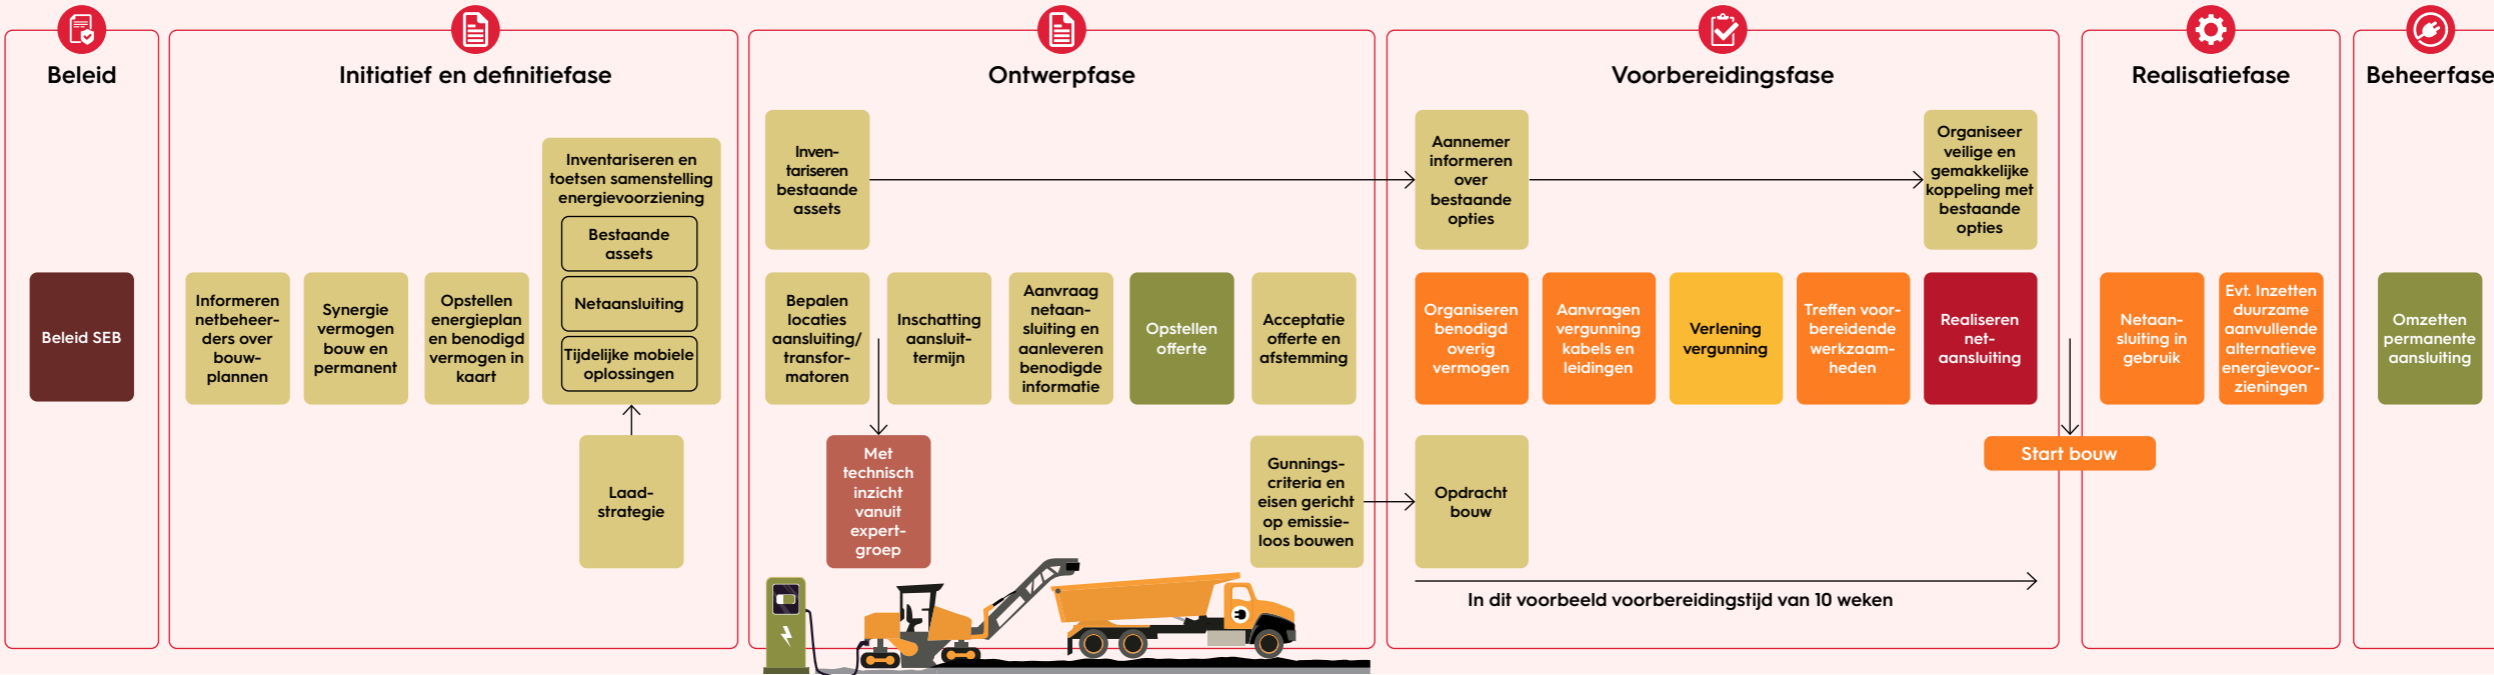 Beleid
Beleid SEB
Initiatief en definitiefase
Informeren
netbeheer-
ders over
bouw-
plannen
Synergie
vermogen
bouw en
permanent
Opstellen
energieplan
en benodigd
vermogen in
kaart
Inventariseren en
toetsen samenstelling
energievoorziening
Bestaande
assets
Netaansluiting
Tijdelijke mobiele
oplossingen
Laad-
strategie
Ontwerpfase
Inven-
tariseren
bestaande
assets
Bepalen
locaties
aansluiting/
transfor-
matoren
Inschatting
aansluit-
termijn
Aanvraag
netaan-
sluiting en
aanleveren
benodigde
informatie
Opstellen
offerte
Acceptatie
offerte en
afstemming
Met
technisch
inzicht
vanuit
expert-
groep
Gunnings-
criteria en
eisen gericht
op emissie-
loos bouwen
Voorbereidingsfase
Aannemer
informeren
over
bestaande
opties
Organiseer
veilige en
gemakkelijke
koppeling met
bestaande
opties
Organiseren
benodigd
overig
vermogen
Aanvragen
vergunning
kabels en
leidingen
Verlening
vergunning
Treffen voor-
bereidende
werkzaam-
heden
Realiseren
net-
aansluiting
Opdracht
bouw
In dit voorbeeld voorbereidingstijd van 10 weken
Start bouw
Realisatiefase
Netaan-
sluiting in
gebruik
Evt. Inzetten
duurzame
aanvullende
alternatieve
energievoor-
zieningen
Beheerfase
Omzetten
permanente
aansluiting